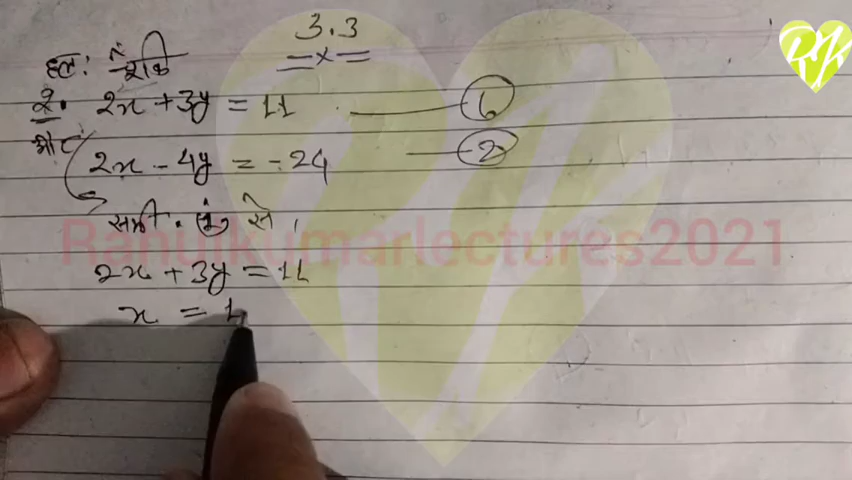 3.3
हल: चूँकि
2. 2x + 3y = 11 ——— (1)
और 2x - 4y = -24 —— (2)
समी. (1) से,
Rahulkumarlectures2021
2x + 3y = 11
x = 1